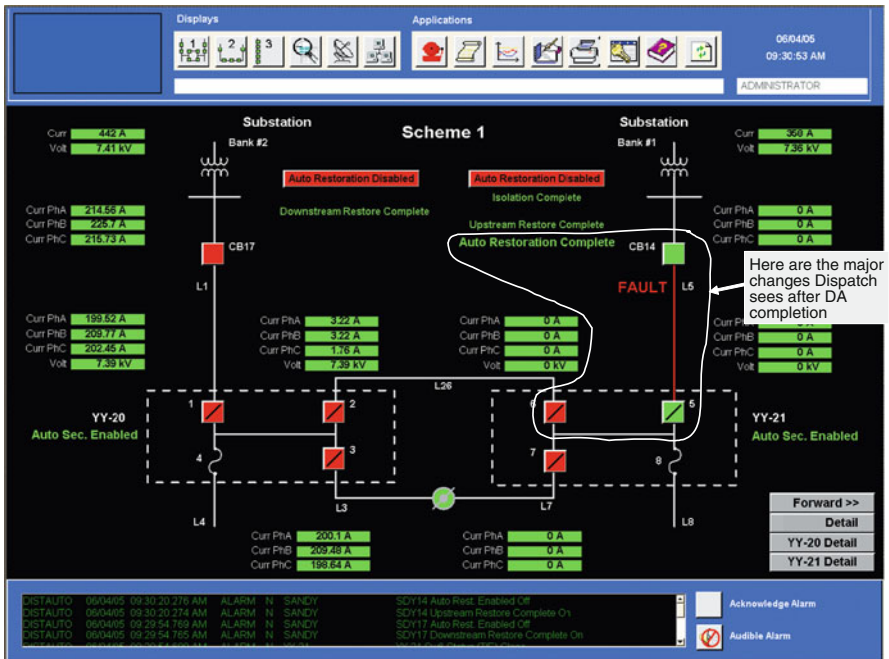 Displays
Applications
1 2 3
06/04/05
09:30:53 AM
ADMINISTRATOR
Substation
Bank #2
Scheme 1
Substation
Bank #1
Curr 442 A
Volt 7.41 kV
Curr 358 A
Volt 7.36 kV
Auto Restoration Disabled
Auto Restoration Disabled
Isolation Complete
Downstream Restore Complete
Upstream Restore Complete
Auto Restoration Complete
Curr PhA 214.56 A
Curr PhB 225.7 A
Curr PhC 215.73 A
Curr PhA 0 A
Curr PhB 0 A
Curr PhC 0 A
CB17
CB14
Here are the major
changes Dispatch
sees after DA
completion
L1
FAULT
L5
Curr PhA 199.52 A
Curr PhB 209.77 A
Curr PhC 202.45 A
Volt 7.39 kV
Curr PhA 3.22 A
Curr PhB 3.22 A
Curr PhC 1.76 A
Volt 7.39 kV
Curr PhA 0 A
Curr PhB 0 A
Curr PhC 0 A
Volt 0 kV
Curr PhA 0 A
Curr PhB 0 A
Curr PhC 0 A
Volt 0 kV
L26
1
2
6
5
YY-20
Auto Sec. Enabled
YY-21
Auto Sec. Enabled
4
3
7
8
L4
L3
L7
L8
Curr PhA 200.1 A
Curr PhB 209.48 A
Curr PhC 198.64 A
Curr PhA 0 A
Curr PhB 0 A
Curr PhC 0 A
Forward >>
Detail
YY-20 Detail
YY-21 Detail
DISTAUTO 06/04/05 09:30:20.276 AM ALARM N SANDY SDY14 Auto Rest. Enabled Off
DISTAUTO 06/04/05 09:30:20.274 AM ALARM N SANDY SDY14 Upstream Restore Complete On
DISTAUTO 06/04/05 09:29:54.769 AM ALARM N SANDY SDY17 Auto Rest. Enabled Off
DISTAUTO 06/04/05 09:29:54.765 AM ALARM N SANDY SDY17 Downstream Restore Complete On
Acknowledge Alarm
Audible Alarm